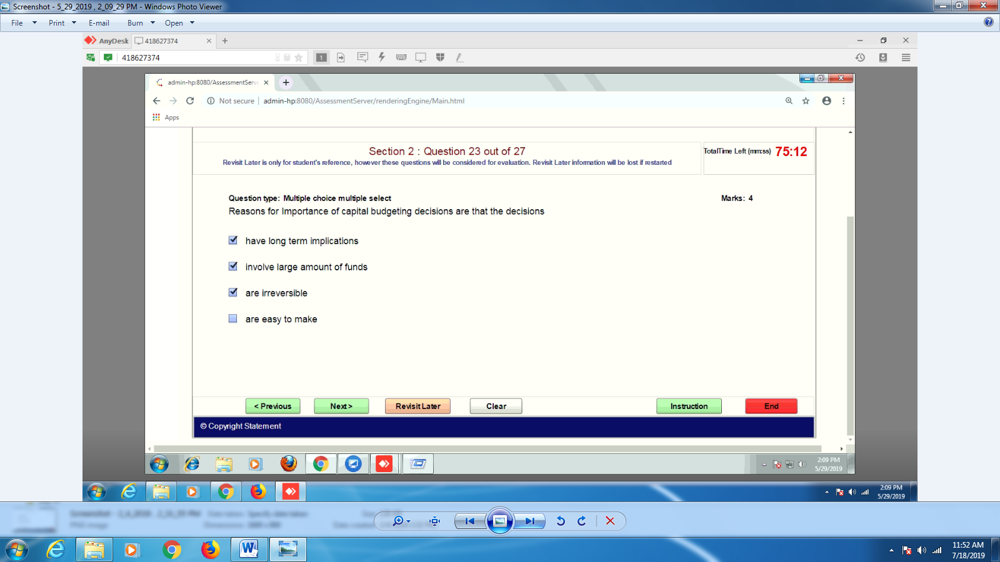 Screenshot - 5_29_2019 , 2_09_29 PM - Windows Photo Viewer
File Print E-mail Burn Open
AnyDesk 418627374
418627374 1
admin-hp:8080/AssessmentServe
Not secure admin-hp:8080/AssessmentServer/renderingEngine/Main.html
Apps
Section 2 : Question 23 out of 27
Revisit Later is only for student's reference, however these questions will be considered for evaluation. Revisit Later information will be lost if restarted
TotalTime Left (mm:ss) 75:12
Question type: Multiple choice multiple select Marks: 4
Reasons for Importance of capital budgeting decisions are that the decisions
have long term implications
involve large amount of funds
are irreversible
are easy to make
< Previous Next > Revisit Later Clear Instruction End
© Copyright Statement
2:09 PM
5/29/2019
2:09 PM
5/29/2019
11:52 AM
7/18/2019